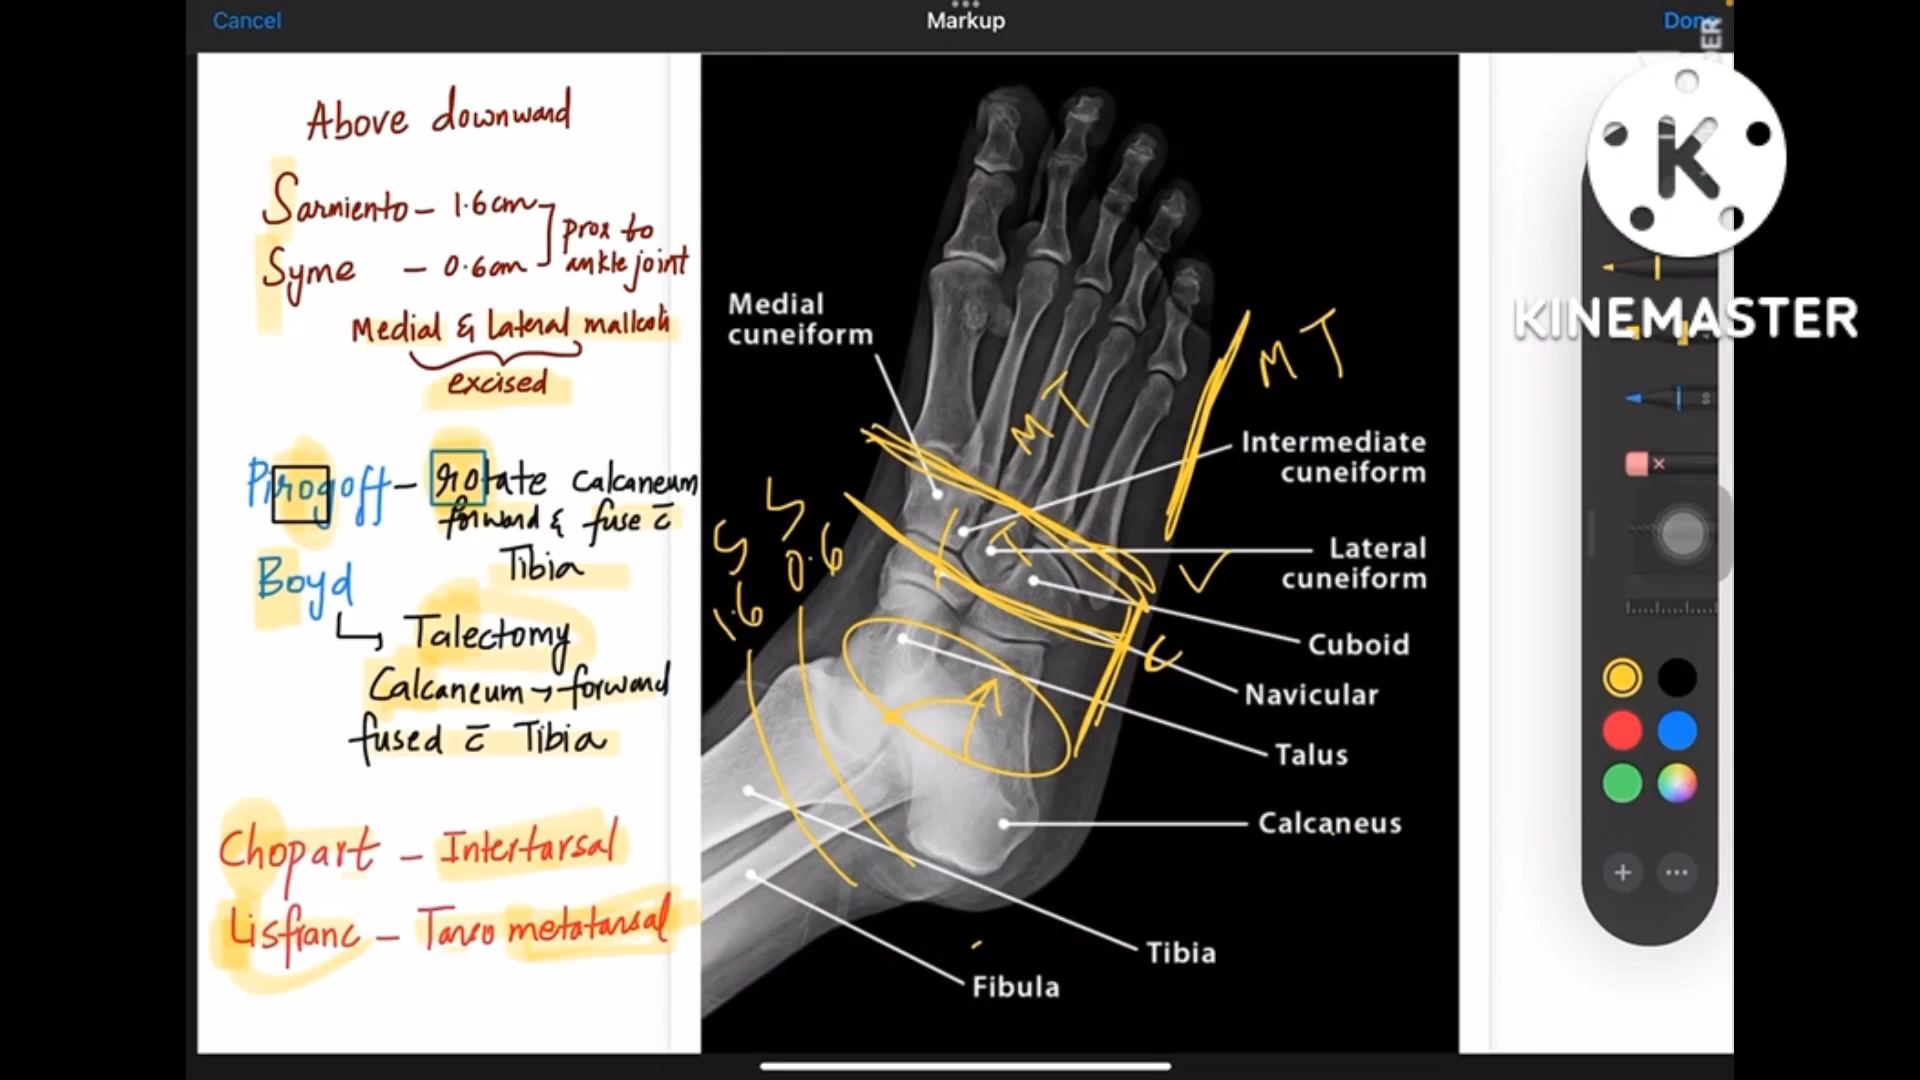 Cancel
Markup
Done
Above downward
Sarmiento – 1.6cm
Syme – 0.6cm
prox to
ankle joint
Medial & lateral malleoli
excised
Pirogoff – rotate calcaneum
forward & fuse c̄
Tibia
Boyd
Talectomy
Calcaneum → forward
fused c̄ Tibia
Chopart – Intertarsal
Lisfranc – Tarso metatarsal
Medial
cuneiform
MT
MT
Intermediate
cuneiform
Lateral
cuneiform
Cuboid
Navicular
Talus
Calcaneus
Tibia
Fibula
S
1.6
S
0.6
T
C
KINEMASTER